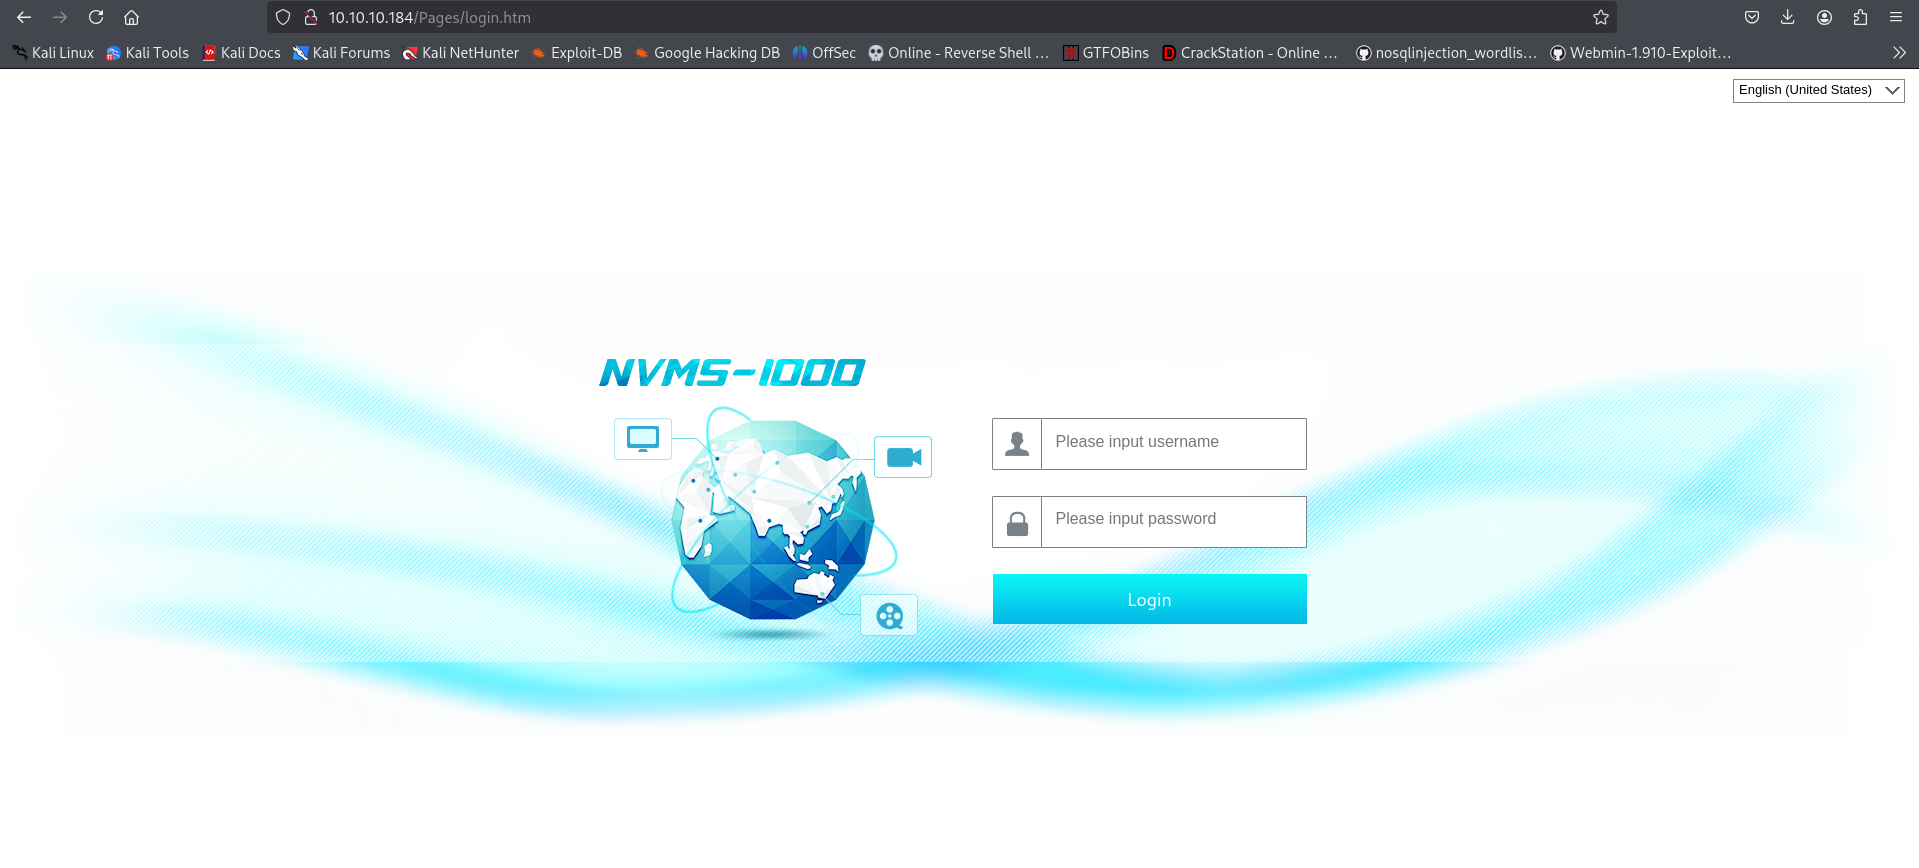 10.10.10.184/Pages/login.htm
Kali Linux Kali Tools Kali Docs Kali Forums Kali NetHunter Exploit-DB Google Hacking DB OffSec Online - Reverse Shell … GTFOBins CrackStation - Online … nosqlinjection_wordlis… Webmin-1.910-Exploit…
English (United States)
NVMS-1000
Please input username
Please input password
Login